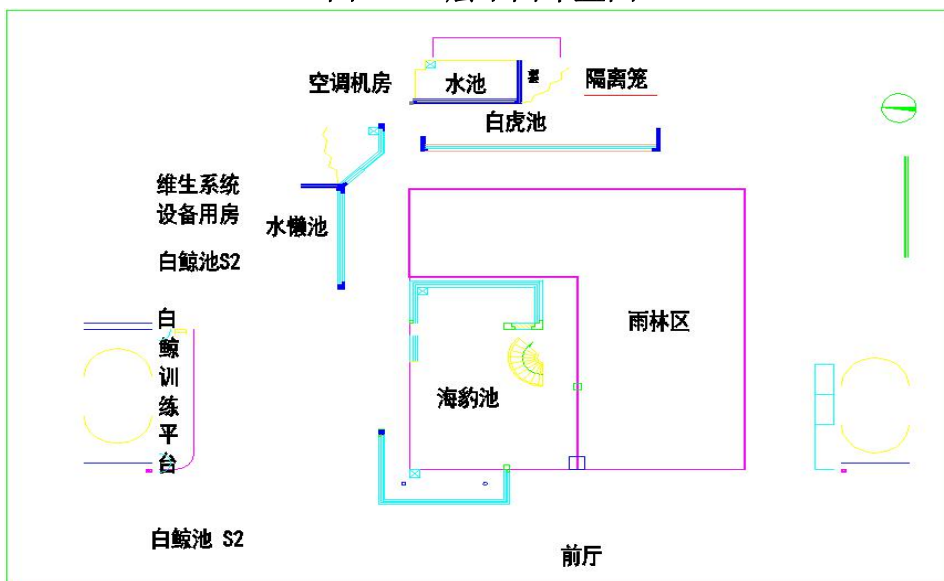 空调机房
水池
隔离笼
白虎池
维生系统
设备用房
水懒池
白鲸池S2
白鲸训练平台
雨林区
海豹池
白鲸池 S2
前厅